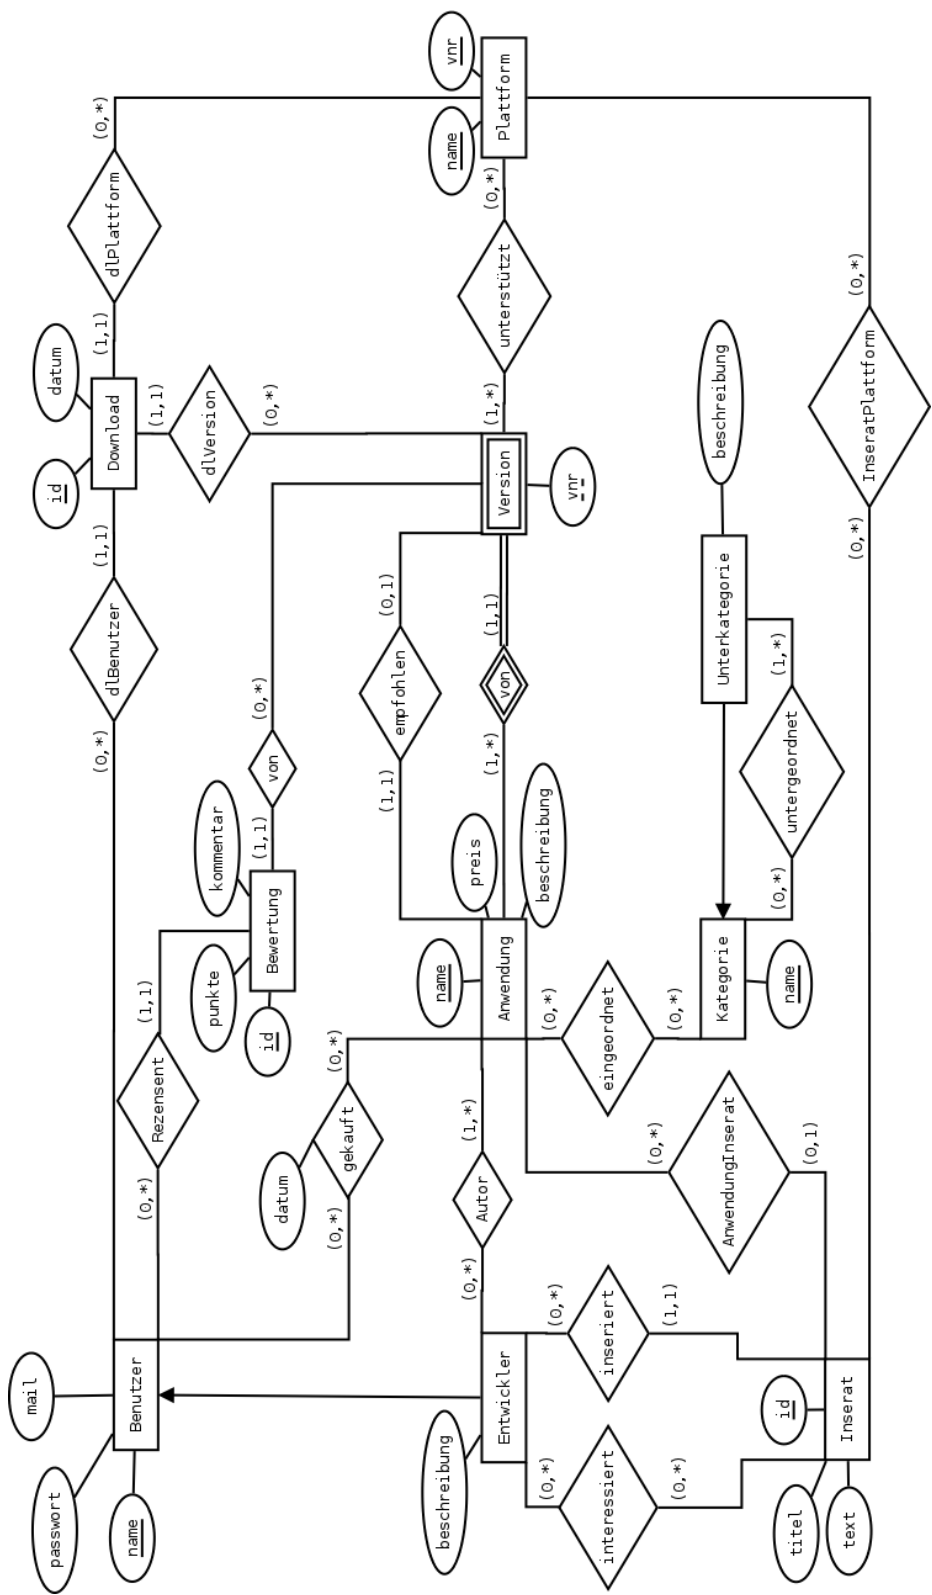 mail
passwort
name
Benutzer
(0,*)
dlBenutzer
(1,1)
id
datum
Download
(1,1)
dlPlattform
(0,*)
(1,1)
dlVersion
(0,*)
(0,*)
Rezensent
(1,1)
punkte
kommentar
id
Bewertung
(1,1)
von
(0,*)
datum
(0,*)
gekauft
(0,*)
(1,1)
empfohlen
(0,1)
beschreibung
Entwickler
(0,*)
Autor
(1,*)
name
preis
beschreibung
Anwendung
(1,*)
von
(1,1)
Version
vnr
(1,*)
unterstützt
(0,*)
name
vnr
Plattform
(0,*)
interessiert
(0,*)
(0,*)
inseriert
(1,1)
(0,*)
eingeordnet
(0,*)
(0,*)
AnwendungInserat
(0,1)
Kategorie
name
Unterkategorie
beschreibung
(0,*)
untergeordnet
(1,*)
id
titel
text
Inserat
(0,*)
InseratPlattform
(0,*)